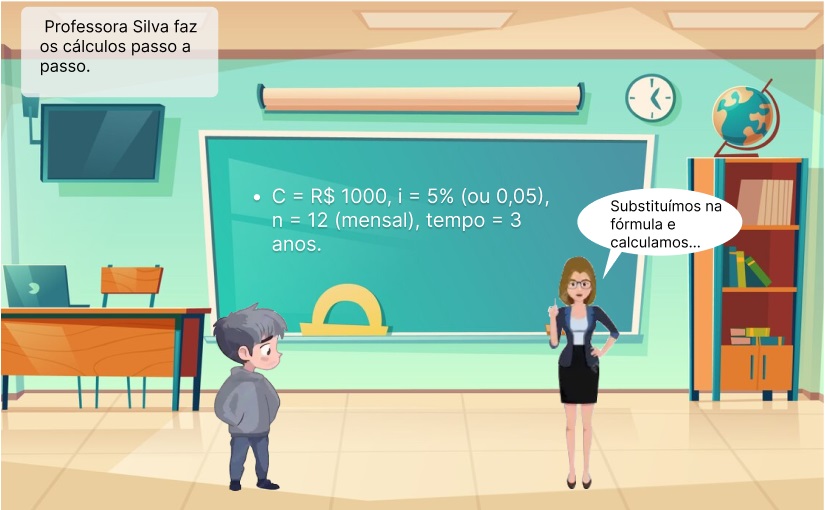 Professora Silva faz
os cálculos passo a
passo.
• C = R$ 1000, i = 5% (ou 0,05),
n = 12 (mensal), tempo = 3
anos.
Substituímos na
fórmula e
calculamos...